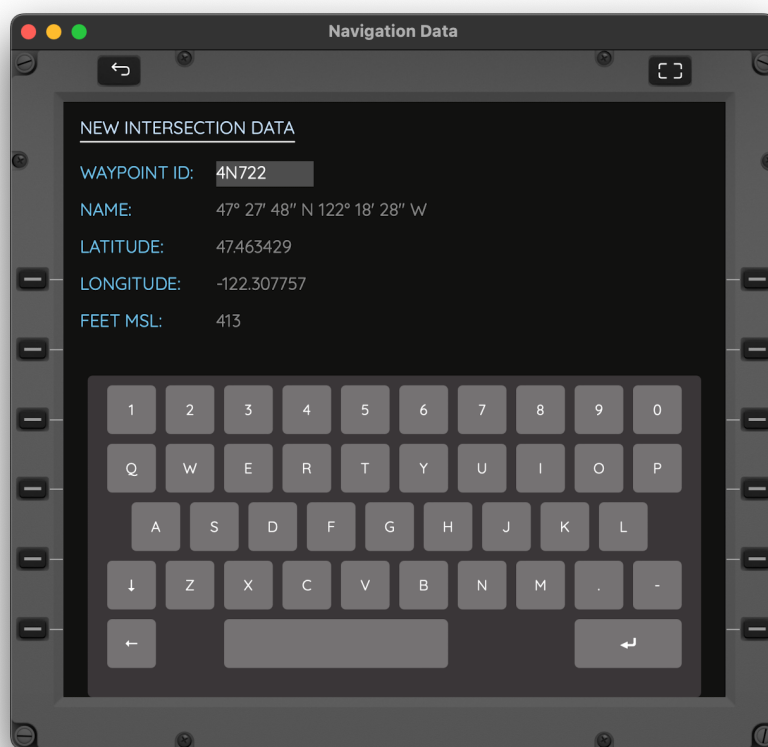 Navigation Data
NEW INTERSECTION DATA
WAYPOINT ID: 4N722
NAME: 47° 27' 48" N 122° 18' 28" W
LATITUDE: 47.463429
LONGITUDE: -122.307757
FEET MSL: 413
1 2 3 4 5 6 7 8 9 0
Q W E R T Y U I O P
A S D F G H J K L
↓ Z X C V B N M . -
←